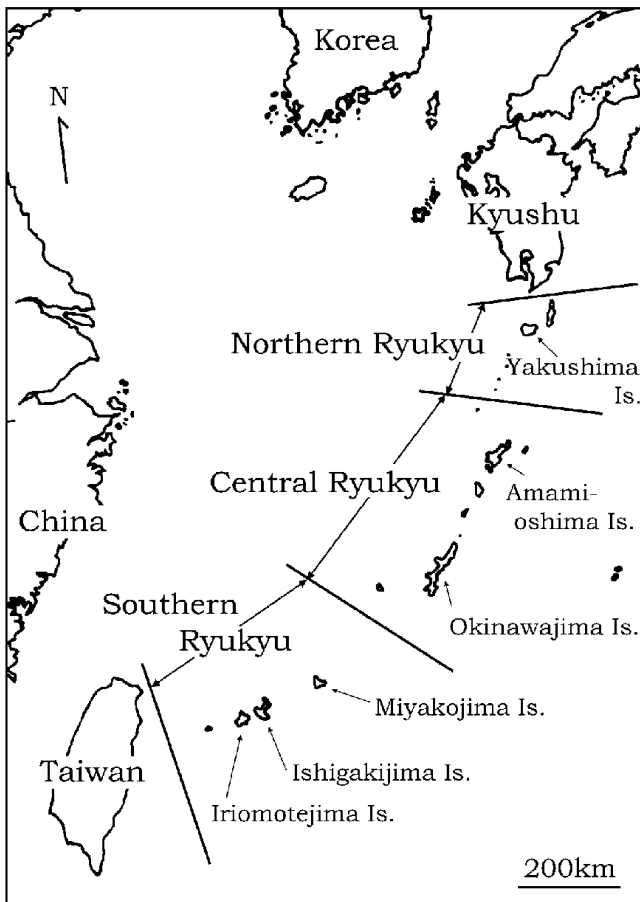 Korea
N
Kyushu
Northern Ryukyu
Yakushima
Is.
Central Ryukyu
Amami-
oshima Is.
China
Southern
Ryukyu
Okinawajima Is.
Miyakojima Is.
Taiwan
Ishigakijima Is.
Iriomotejima Is.
200km